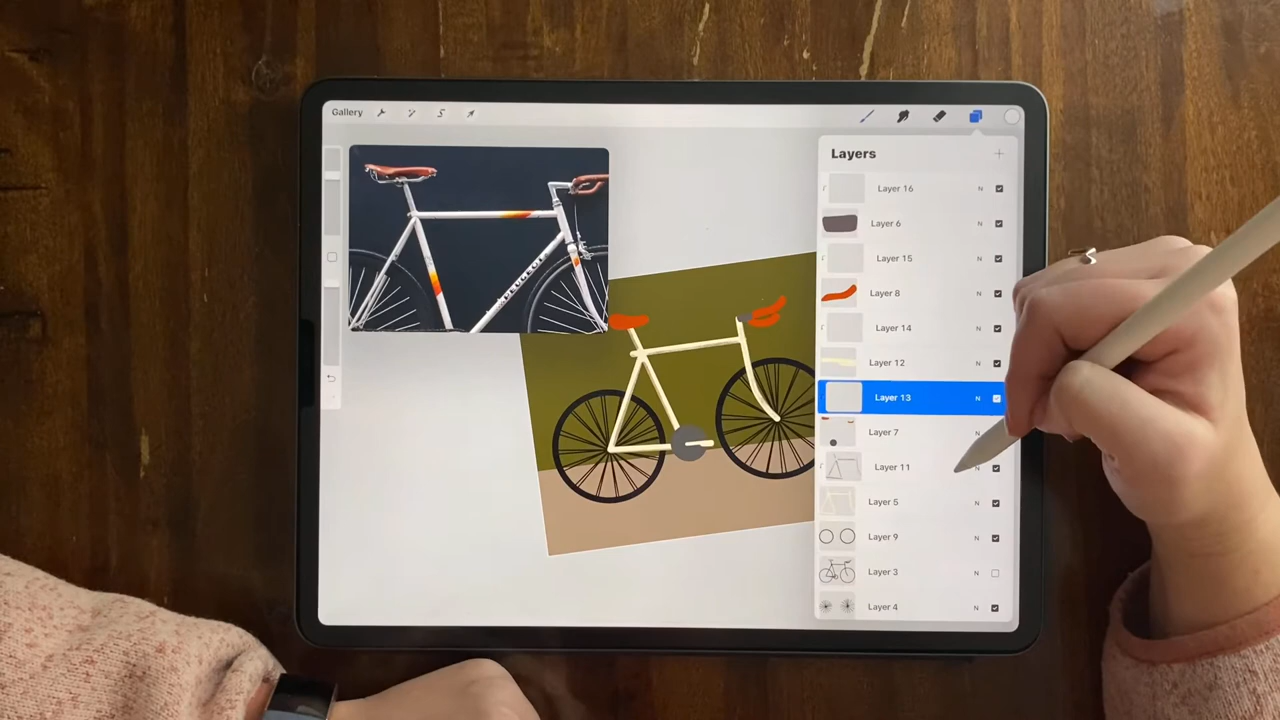 Gallery
S
Layers
Layer 16 N
Layer 6 N
Layer 15 N
Layer 8 N
Layer 14 N
Layer 12 N
Layer 13 N
Layer 7 N
Layer 11 N
Layer 5 N
Layer 9 N
Layer 3 N
Layer 4 N
PEUGEOT